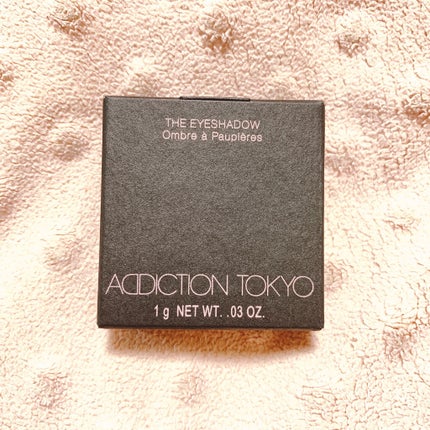 THE EYESHADOW
Ombre à Paupières
ADDICTION TOKYO
1 g NET WT. .03 OZ.